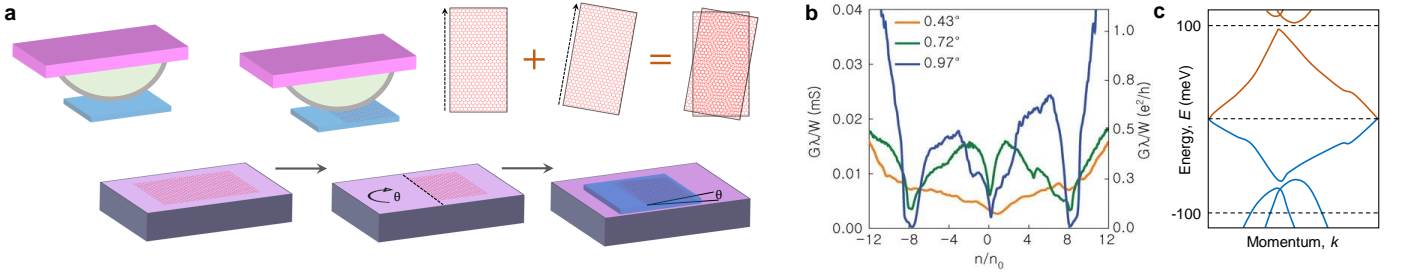 a
+
=
θ
θ
b
0.04
0.03
0.02
0.01
0.00
Gλ/W (mS)
0.43°
0.72°
0.97°
1.0
0.8
0.5
0.3
0.0
Gλ/W (e²/h)
-12
-8
-4
0
4
8
12
n/n₀
c
100
-100
Energy, E (meV)
Momentum, k